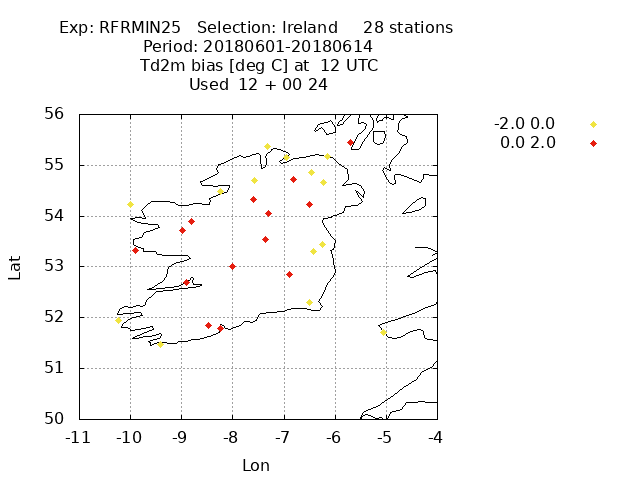 Exp: RFRMIN25 Selection: Ireland 28 stations
Period: 20180601-20180614
Td2m bias [deg C] at 12 UTC
Used 12 + 00 24
-2.0 0.0
0.0 2.0
56
55
54
53
52
51
50
Lat
-11 -10 -9 -8 -7 -6 -5 -4
Lon